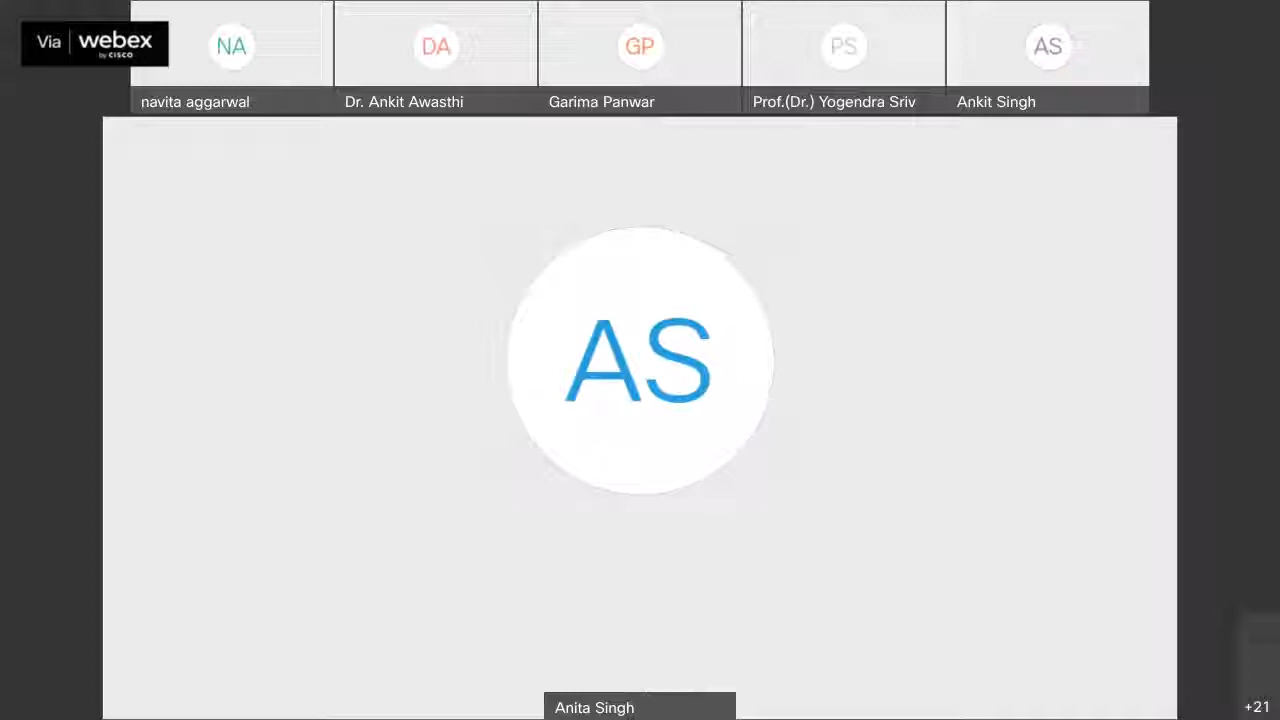 Via webex
by CISCO
NA
DA
GP
PS
AS
navita aggarwal
Dr. Ankit Awasthi
Garima Panwar
Prof.(Dr.) Yogendra Sriv
Ankit Singh
AS
Anita Singh
+21